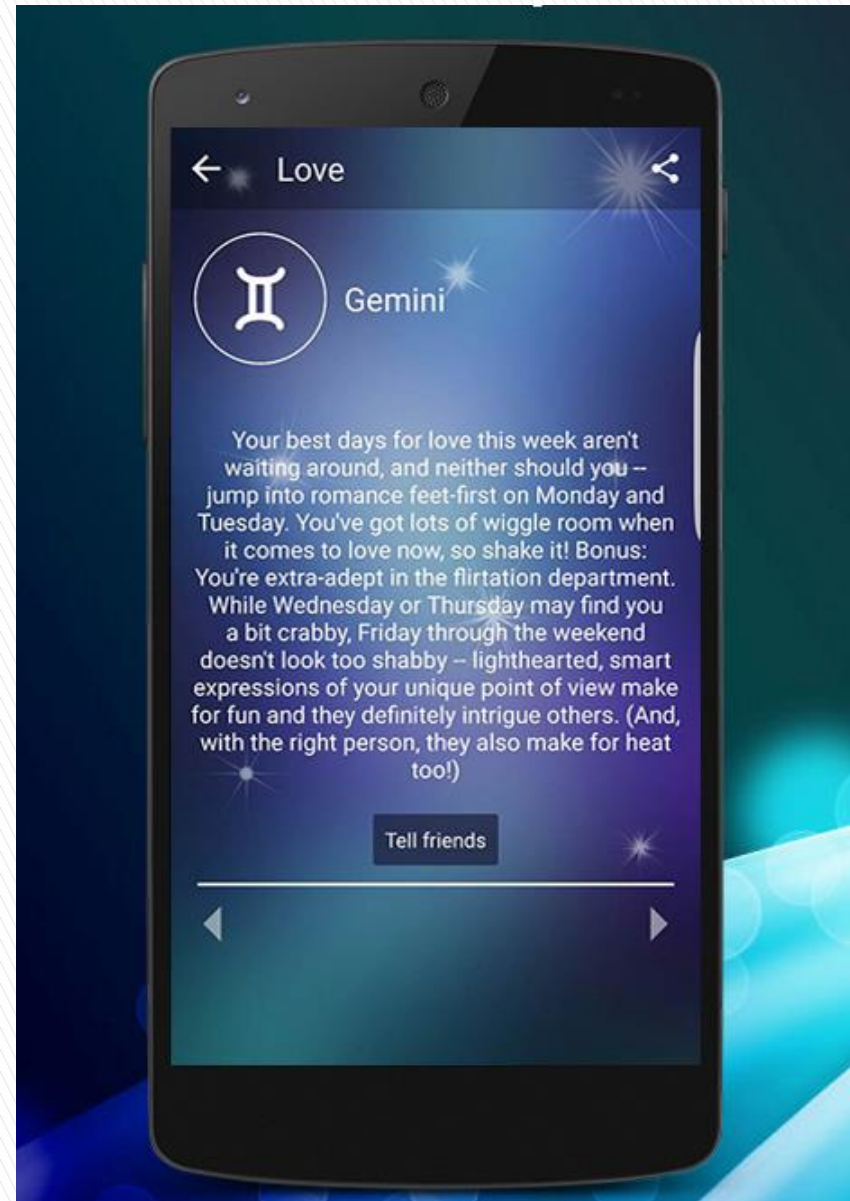 Love
Gemini
Your best days for love this week aren't
waiting around, and neither should you --
jump into romance feet-first on Monday and
Tuesday. You've got lots of wiggle room when
it comes to love now, so shake it! Bonus:
You're extra-adept in the flirtation department.
While Wednesday or Thursday may find you
a bit crabby, Friday through the weekend
doesn't look too shabby -- lighthearted, smart
expressions of your unique point of view make
for fun and they definitely intrigue others. (And,
with the right person, they also make for heat
too!)
Tell friends